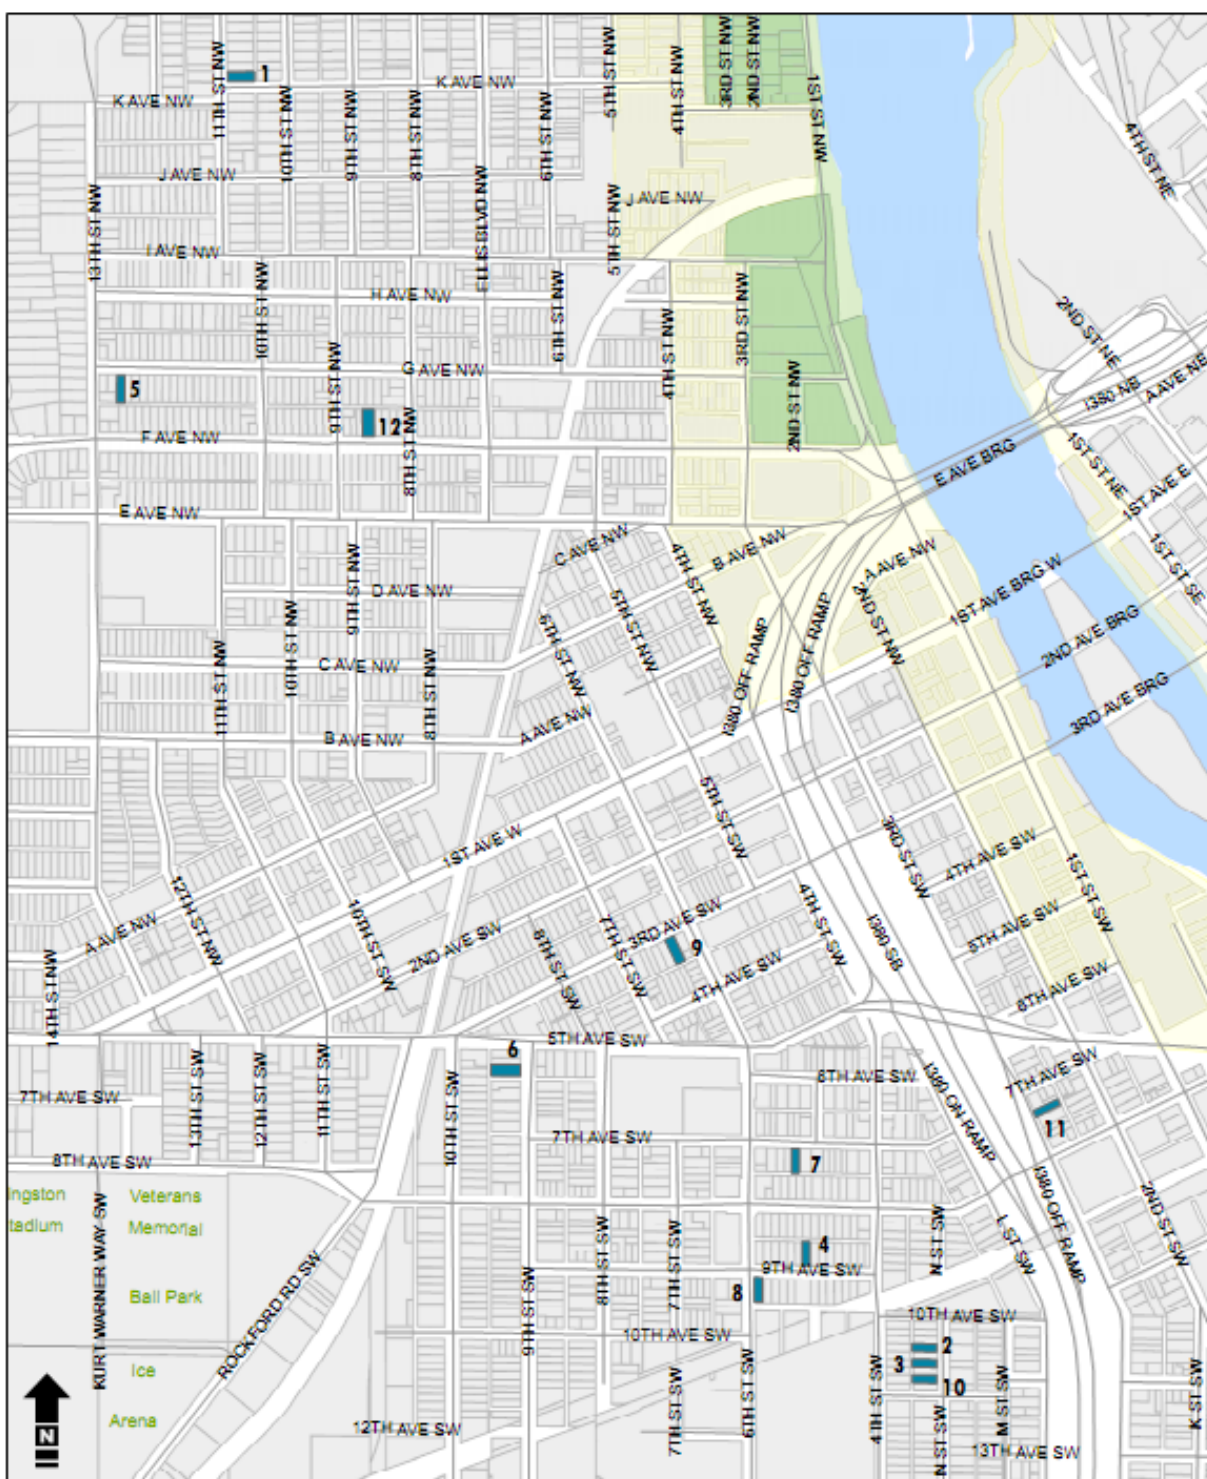 11TH ST NW
1
K AVE NW
K AVE NW
5TH ST NW
4TH ST NW
3RD ST NW
2ND ST NW
1ST ST NW
10TH ST NW
9TH ST NW
8TH ST NW
6TH ST NW
4TH ST NE
J AVE NW
ELLIS BLVD NW
J AVE NW
13TH ST NW
5TH ST NW
I AVE NW
H AVE NW
10TH ST NW
6TH ST NW
4TH ST NW
3RD ST NW
2ND ST NE
G AVE NW
9TH ST NW
2ND ST NW
I380 NB
A AVE NE
5
12
F AVE NW
8TH ST NW
E AVE BRG
1ST ST NE
1ST AVE E
E AVE NW
C AVE NW
4TH ST NW
B AVE NW
A AVE NW
1ST ST SE
9TH ST NW
D AVE NW
5TH ST NW
6TH ST NW
2ND ST NW
1ST AVE BRG W
2ND AVE BRG
3RD AVE BRG
10TH ST NW
11TH ST NW
C AVE NW
8TH ST NW
I380 OFF RAMP
I380 OFF RAMP
B AVE NW
A AVE NW
5TH ST SW
1ST AVE W
3RD ST SW
4TH AVE SW
1ST ST SW
12TH ST NW
A AVE NW
10TH ST SW
2ND AVE SW
8TH ST SW
7TH ST SW
3RD AVE SW
9
4TH AVE SW
4TH ST SW
I380 SB
5TH AVE SW
6TH AVE SW
14TH ST NW
5TH AVE SW
6
13TH ST SW
12TH ST SW
11TH ST SW
10TH ST SW
7TH AVE SW
6TH AVE SW
I380 ON RAMP
7TH AVE SW
11
7TH AVE SW
7
8TH AVE SW
I380 OFF RAMP
2ND ST SW
ingston
Veterans
tadium
Memorial
KURT WARNER WAY SW
8TH ST SW
7TH ST SW
N ST SW
L ST SW
4
9TH AVE SW
8
Ball Park
ROCKFORD RD SW
9TH ST SW
10TH AVE SW
10TH AVE SW
2
3
10
Ice
Arena
N
12TH AVE SW
7TH ST SW
6TH ST SW
4TH ST SW
N ST SW
M ST SW
K ST SW
13TH AVE SW